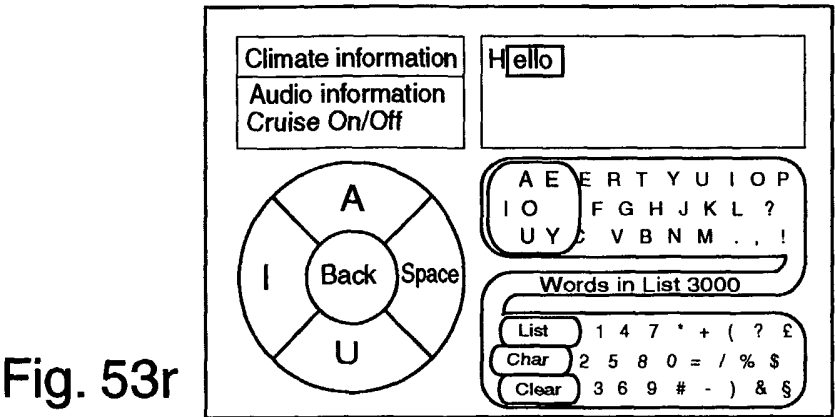 Climate information
Audio information
Cruise On/Off
Hello
A
I Back Space
U
A E E R T Y U I O P
I O F G H J K L ?
U Y C V B N M . , !
Words in List 3000
List 1 4 7 * + ( ? £
Char 2 5 8 0 = / % $
Clear 3 6 9 # - ) & §
Fig. 53r